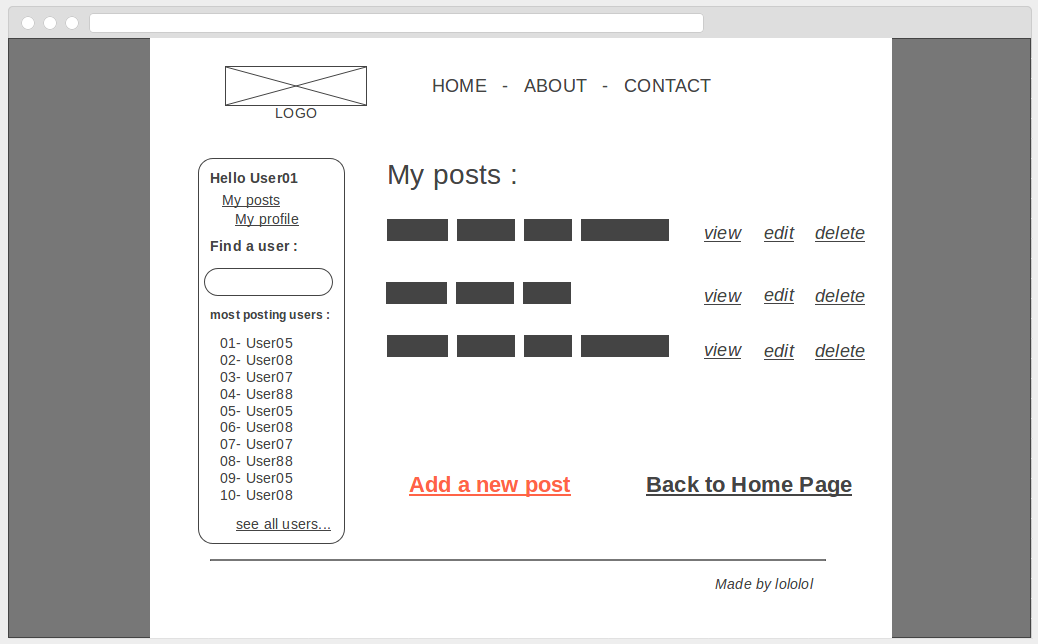 HOME - ABOUT - CONTACT
LOGO
Hello User01
My posts
My profile
Find a user :
most posting users :
01- User05
02- User08
03- User07
04- User88
05- User05
06- User08
07- User07
08- User88
09- User05
10- User08
see all users...
My posts :
view edit delete
view edit delete
view edit delete
Add a new post
Back to Home Page
Made by lololol